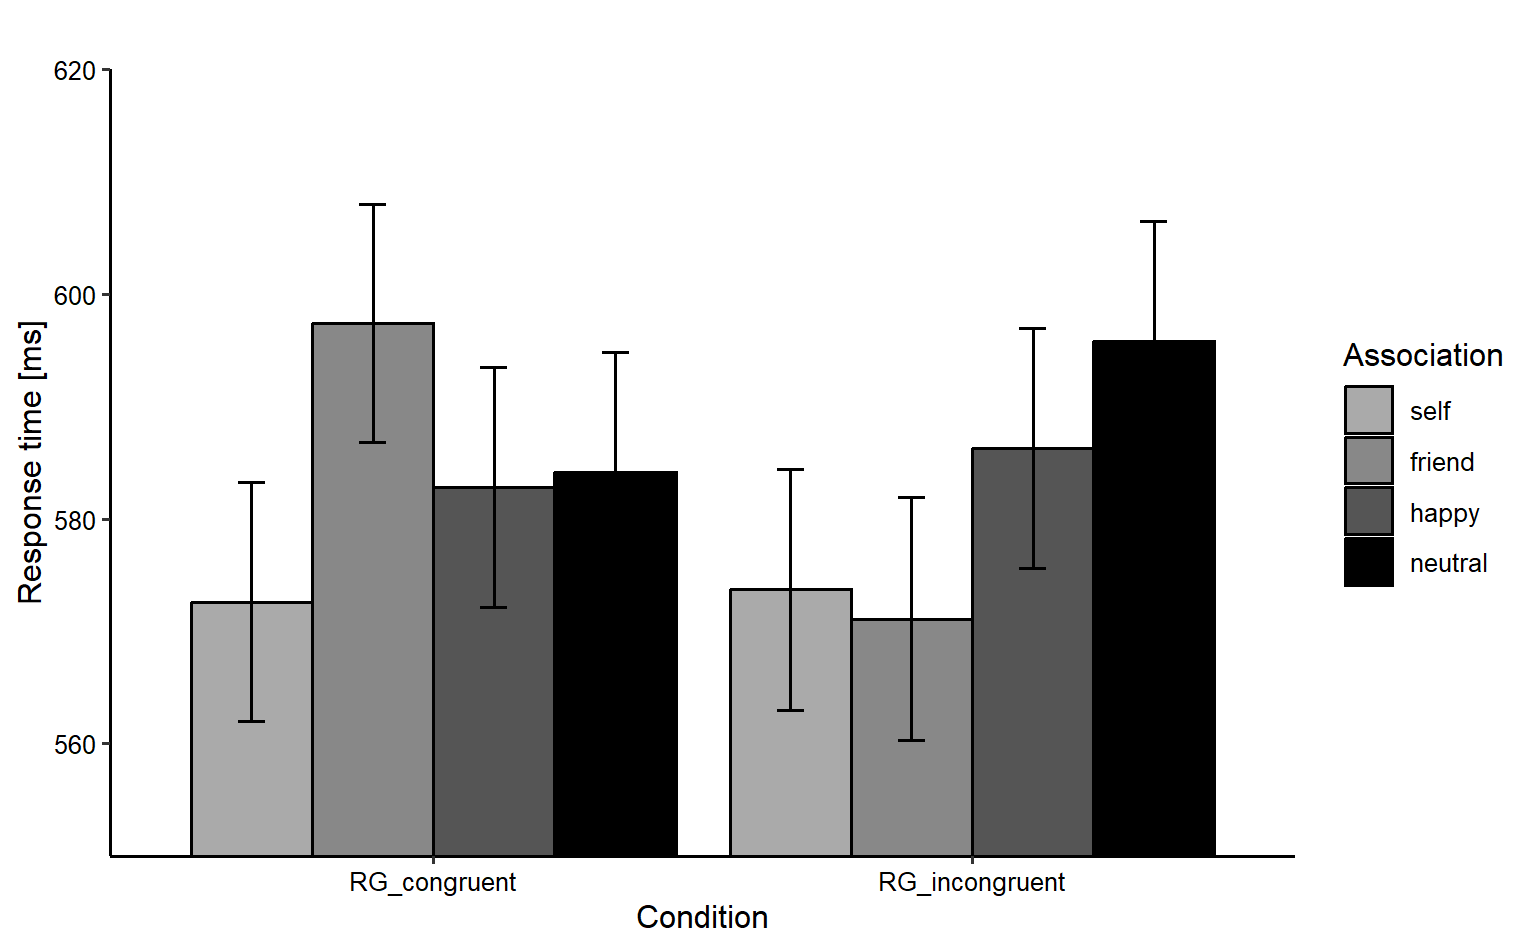 620
600
580
560
Response time [ms]
RG_congruent
RG_incongruent
Condition
Association
self
friend
happy
neutral